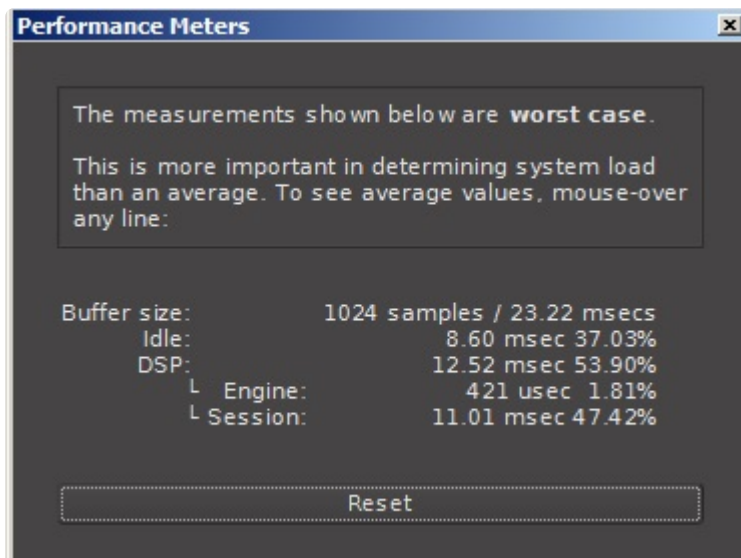 Performance Meters
The measurements shown below are worst case.
This is more important in determining system load
than an average. To see average values, mouse-over
any line:
Buffer size: 1024 samples / 23.22 msecs
Idle: 8.60 msec 37.03%
DSP: 12.52 msec 53.90%
└ Engine: 421 usec 1.81%
└ Session: 11.01 msec 47.42%
Reset